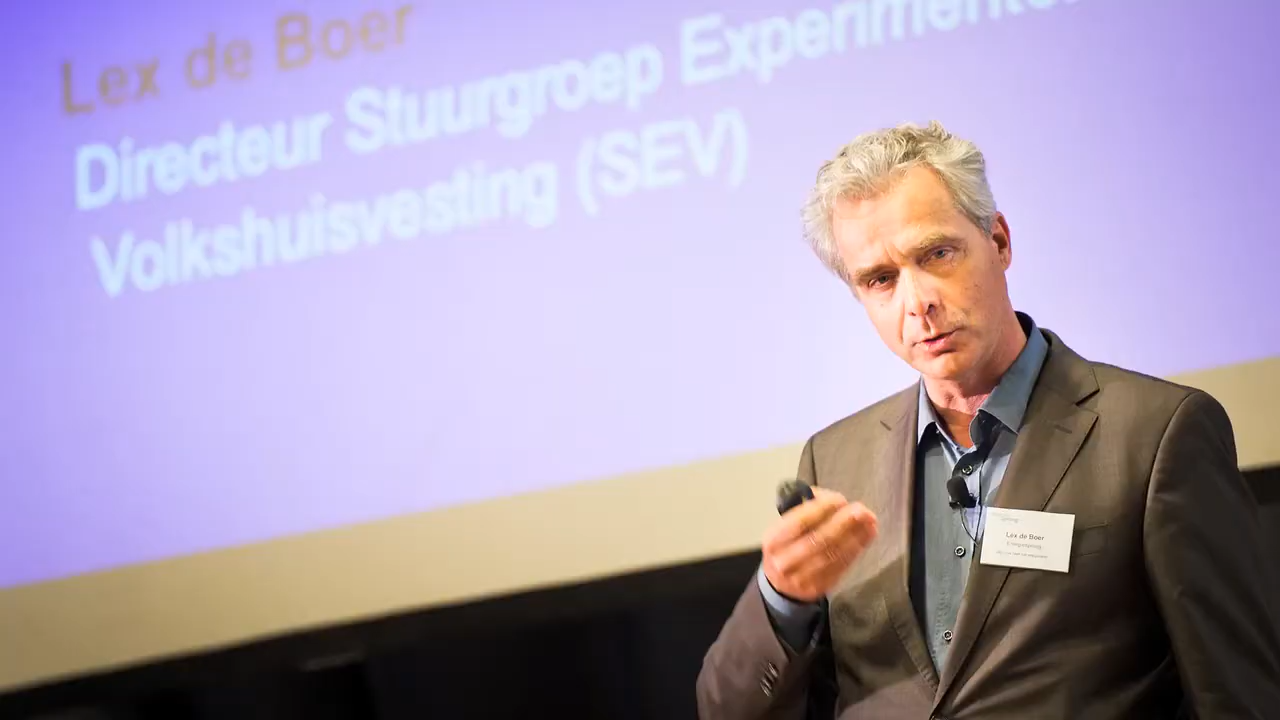 Lex de Boer
Directeur Stuurgroep Experimenten
Volkshuisvesting (SEV)
Lex de Boer